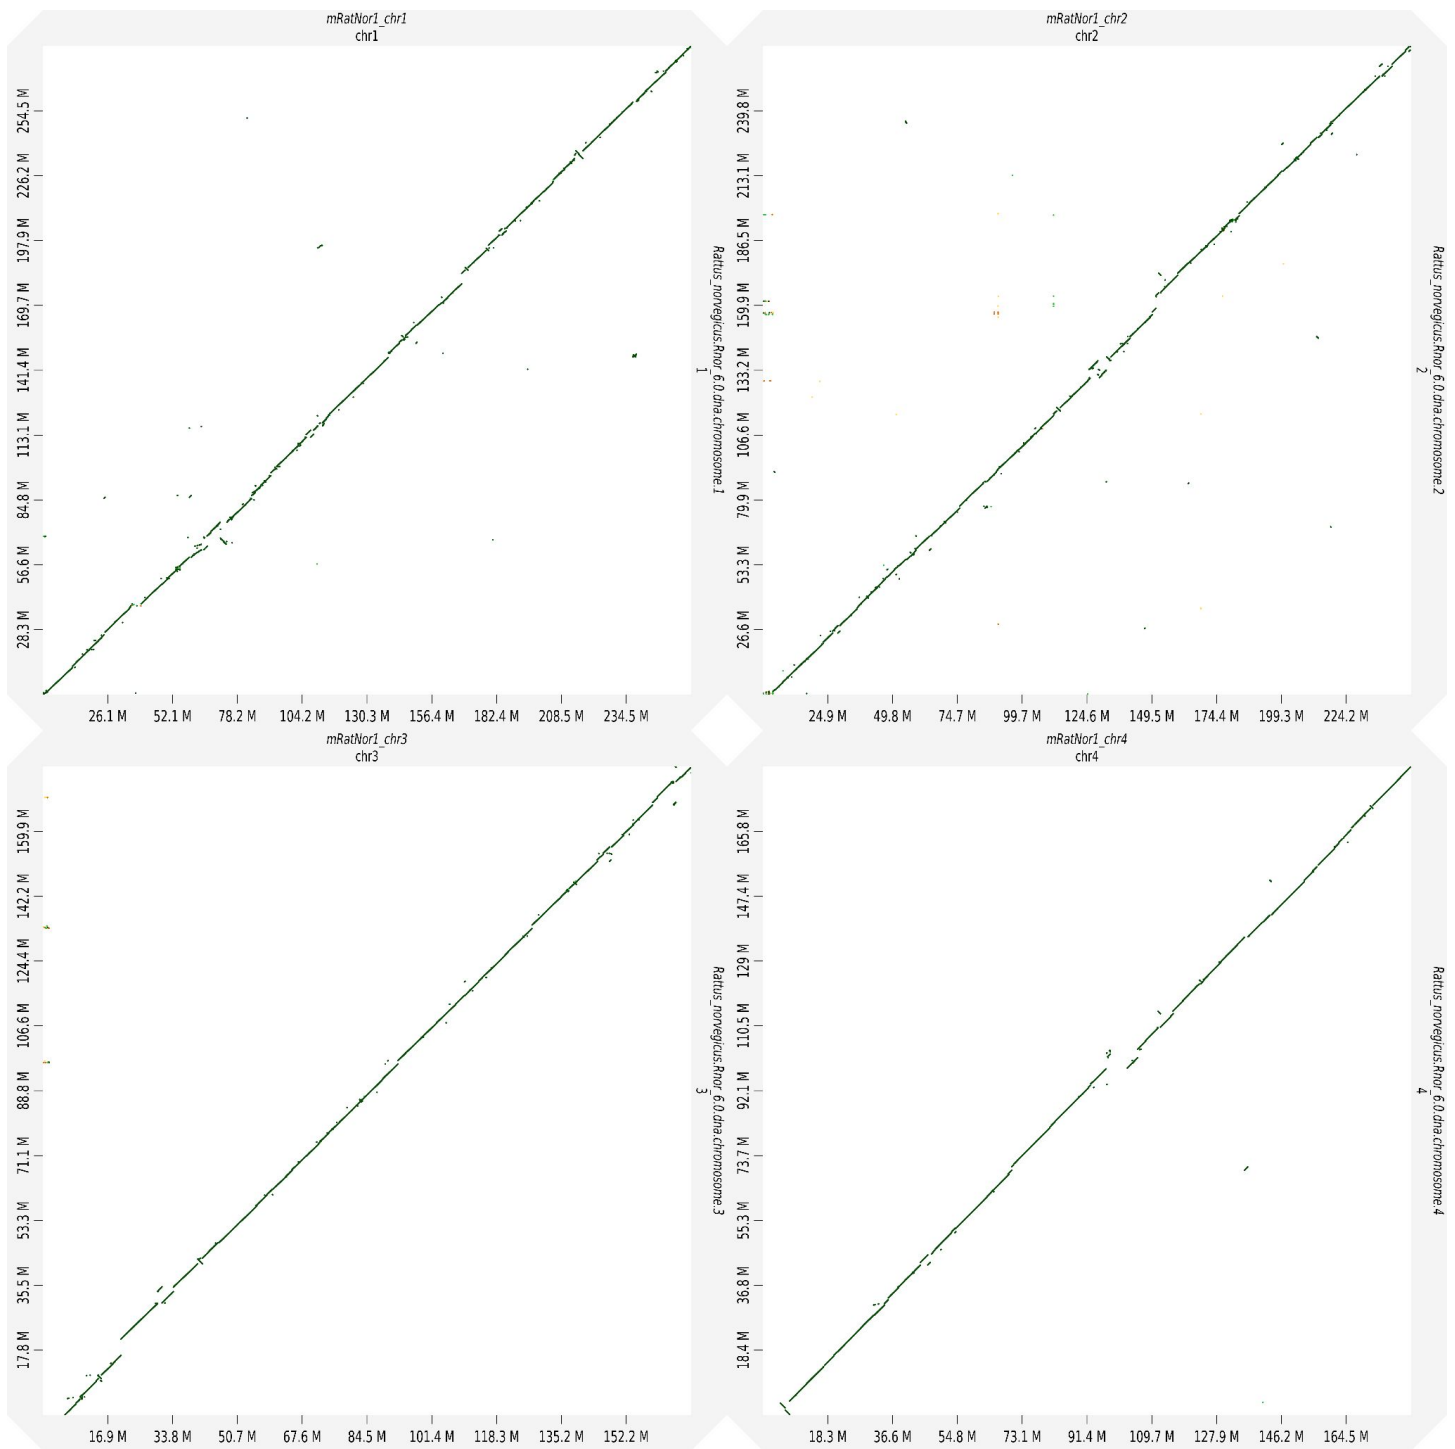 mRatNor1_chr1
chr1
254.5 M
226.2 M
197.9 M
169.7 M
141.4 M
113.1 M
84.8 M
56.6 M
28.3 M
26.1 M 52.1 M 78.2 M 104.2 M 130.3 M 156.4 M 182.4 M 208.5 M 234.5 M
Rattus_norvegicus.Rnor_6.0.dna.chromosome.1
1
mRatNor1_chr2
chr2
239.8 M
213.1 M
186.5 M
159.9 M
133.2 M
106.6 M
79.9 M
53.3 M
26.6 M
24.9 M 49.8 M 74.7 M 99.7 M 124.6 M 149.5 M 174.4 M 199.3 M 224.2 M
Rattus_norvegicus.Rnor_6.0.dna.chromosome.2
2
mRatNor1_chr3
chr3
159.9 M
142.2 M
124.4 M
106.6 M
88.8 M
71.1 M
53.3 M
35.5 M
17.8 M
16.9 M 33.8 M 50.7 M 67.6 M 84.5 M 101.4 M 118.3 M 135.2 M 152.2 M
Rattus_norvegicus.Rnor_6.0.dna.chromosome.3
3
mRatNor1_chr4
chr4
165.8 M
147.4 M
129 M
110.5 M
92.1 M
73.7 M
55.3 M
36.8 M
18.4 M
18.3 M 36.6 M 54.8 M 73.1 M 91.4 M 109.7 M 127.9 M 146.2 M 164.5 M
Rattus_norvegicus.Rnor_6.0.dna.chromosome.4
4